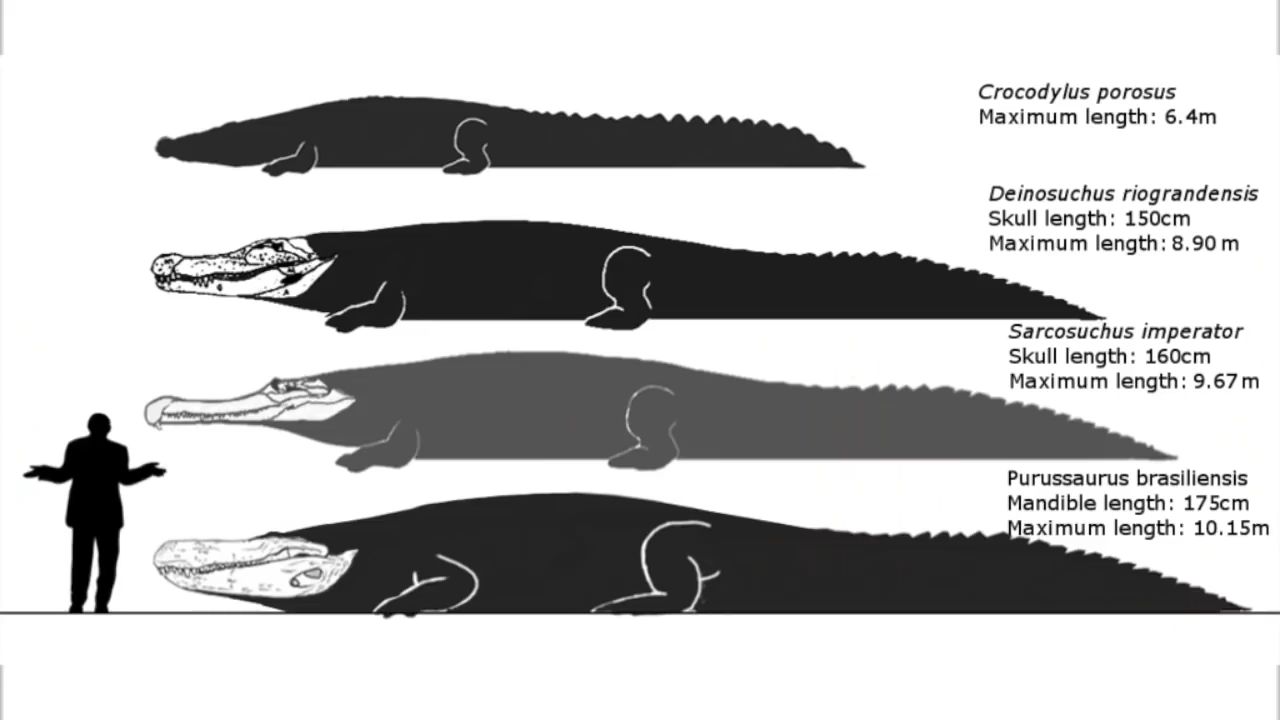 Crocodylus porosus
Maximum length: 6.4m
Deinosuchus riograndensis
Skull length: 150cm
Maximum length: 8.90 m
Sarcosuchus imperator
Skull length: 160cm
Maximum length: 9.67 m
Purussaurus brasiliensis
Mandible length: 175cm
Maximum length: 10.15m